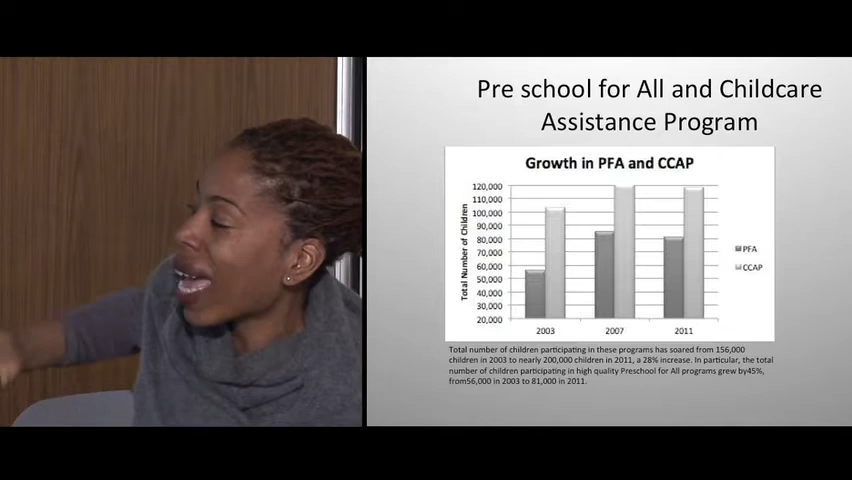 Pre school for All and Childcare
Assistance Program
Growth in PFA and CCAP
Total Number of Children
120,000
110,000
100,000
90,000
80,000
70,000
60,000
50,000
40,000
30,000
20,000
2003
2007
2011
PFA
CCAP
Total number of children participating in these programs has soared from 156,000
children in 2003 to nearly 200,000 children in 2011, a 28% increase. In particular, the total
number of children participating in high quality Preschool for All programs grew by45%,
from56,000 in 2003 to 81,000 in 2011.